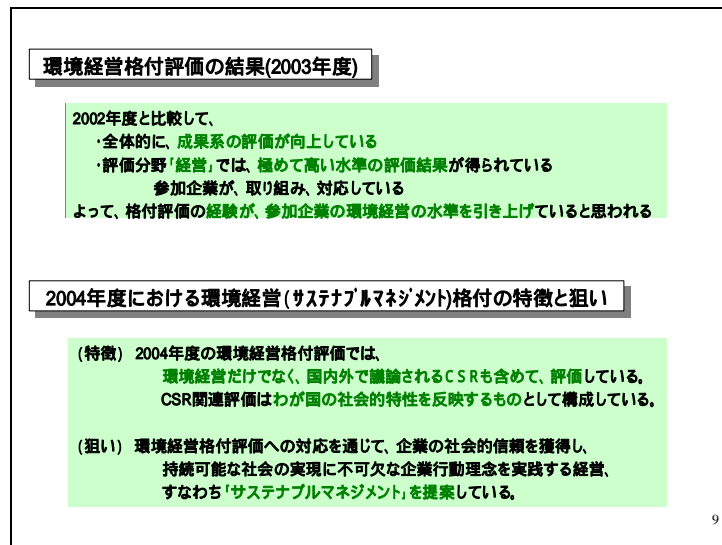 環境経営格付評価の結果(2003年度)
2002年度と比較して、
・全体的に、成果系の評価が向上している
・評価分野「経営」では、極めて高い水準の評価結果が得られている
参加企業が、取り組み、対応している
よって、格付評価の経験が、参加企業の環境経営の水準を引き上げていると思われる
2004年度における環境経営(ｻｽﾃﾅﾌﾞﾙﾏﾈｼﾞﾒﾝﾄ)格付の特徴と狙い
(特徴) 2004年度の環境経営格付評価では、
環境経営だけでなく、国内外で議論されるCSRも含めて、評価している。
CSR関連評価はわが国の社会的特性を反映するものとして構成している。
(狙い) 環境経営格付評価への対応を通じて、企業の社会的信頼を獲得し、
持続可能な社会の実現に不可欠な企業行動理念を実践する経営、
すなわち「サステナブルマネジメント」を提案している。
9